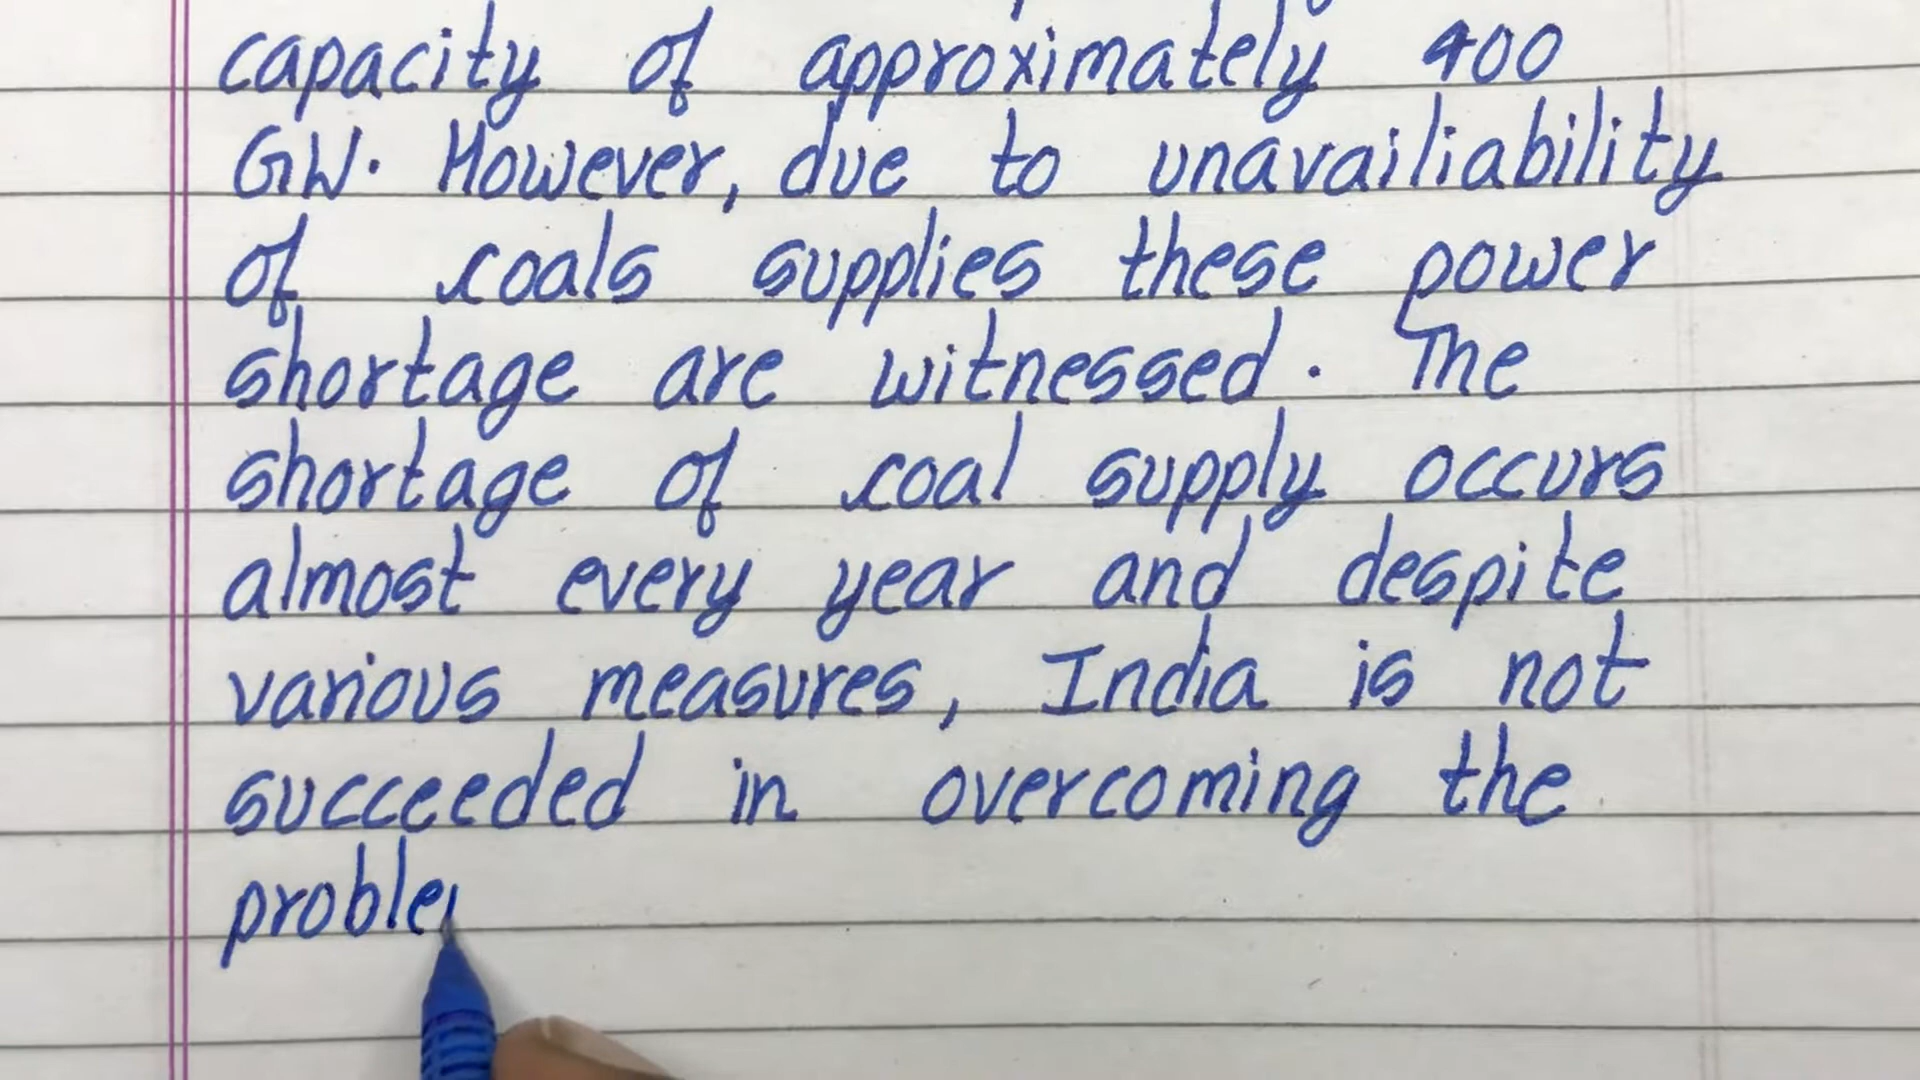 capacity of approximately 400
GW. However, due to unavailiability
of coals supplies these power
shortage are witnessed. The
shortage of coal supply occurs
almost every year and despite
various measures, India is not
succeeded in overcoming the
proble